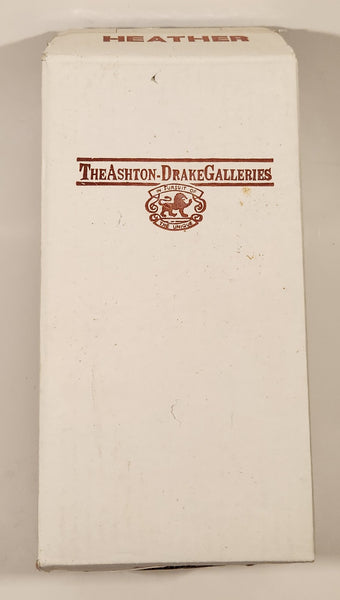 HEATHER
THEASHTON-DRAKEGALLERIES
IN PURSUIT OF
THE UNIQUE